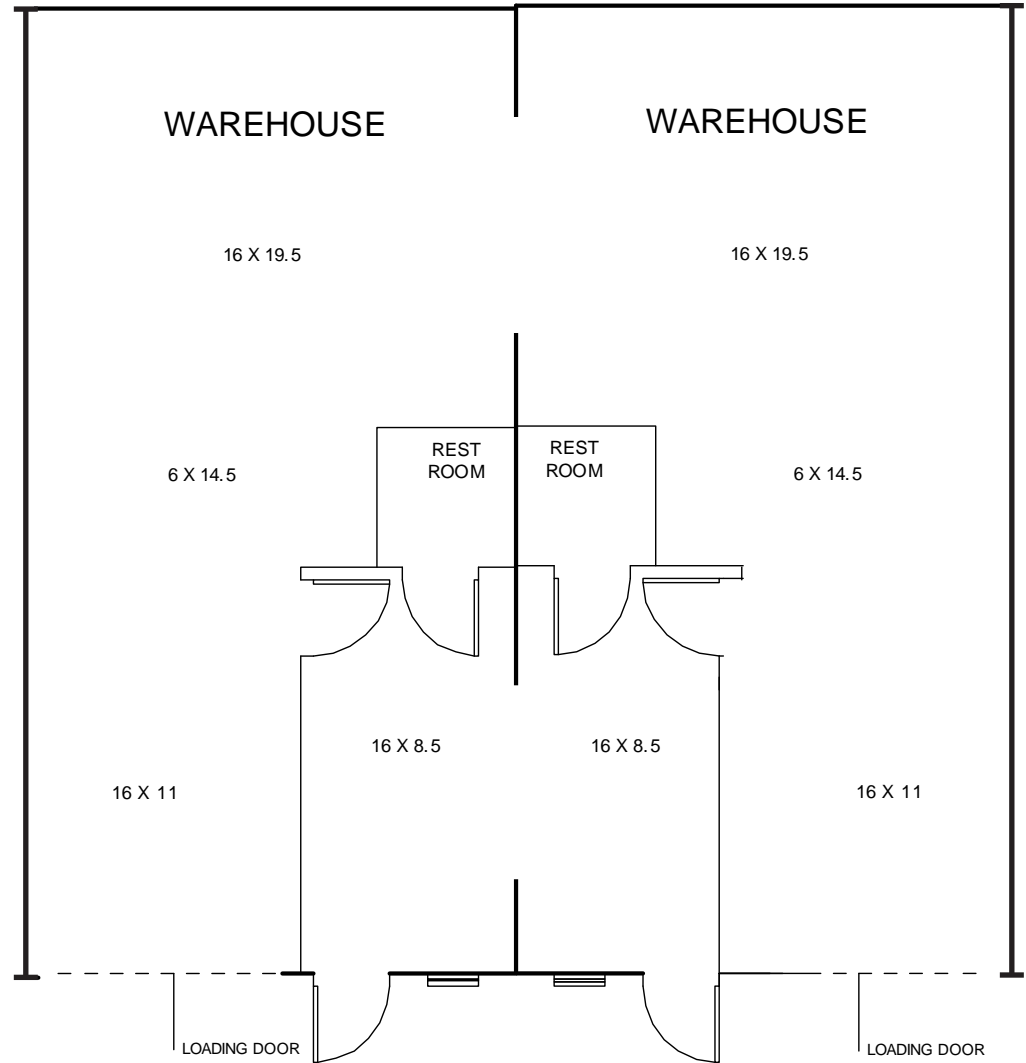 WAREHOUSE
WAREHOUSE
16 X 19.5
16 X 19.5
REST
ROOM
REST
ROOM
6 X 14.5
6 X 14.5
16 X 8.5
16 X 8.5
16 X 11
16 X 11
LOADING DOOR
LOADING DOOR